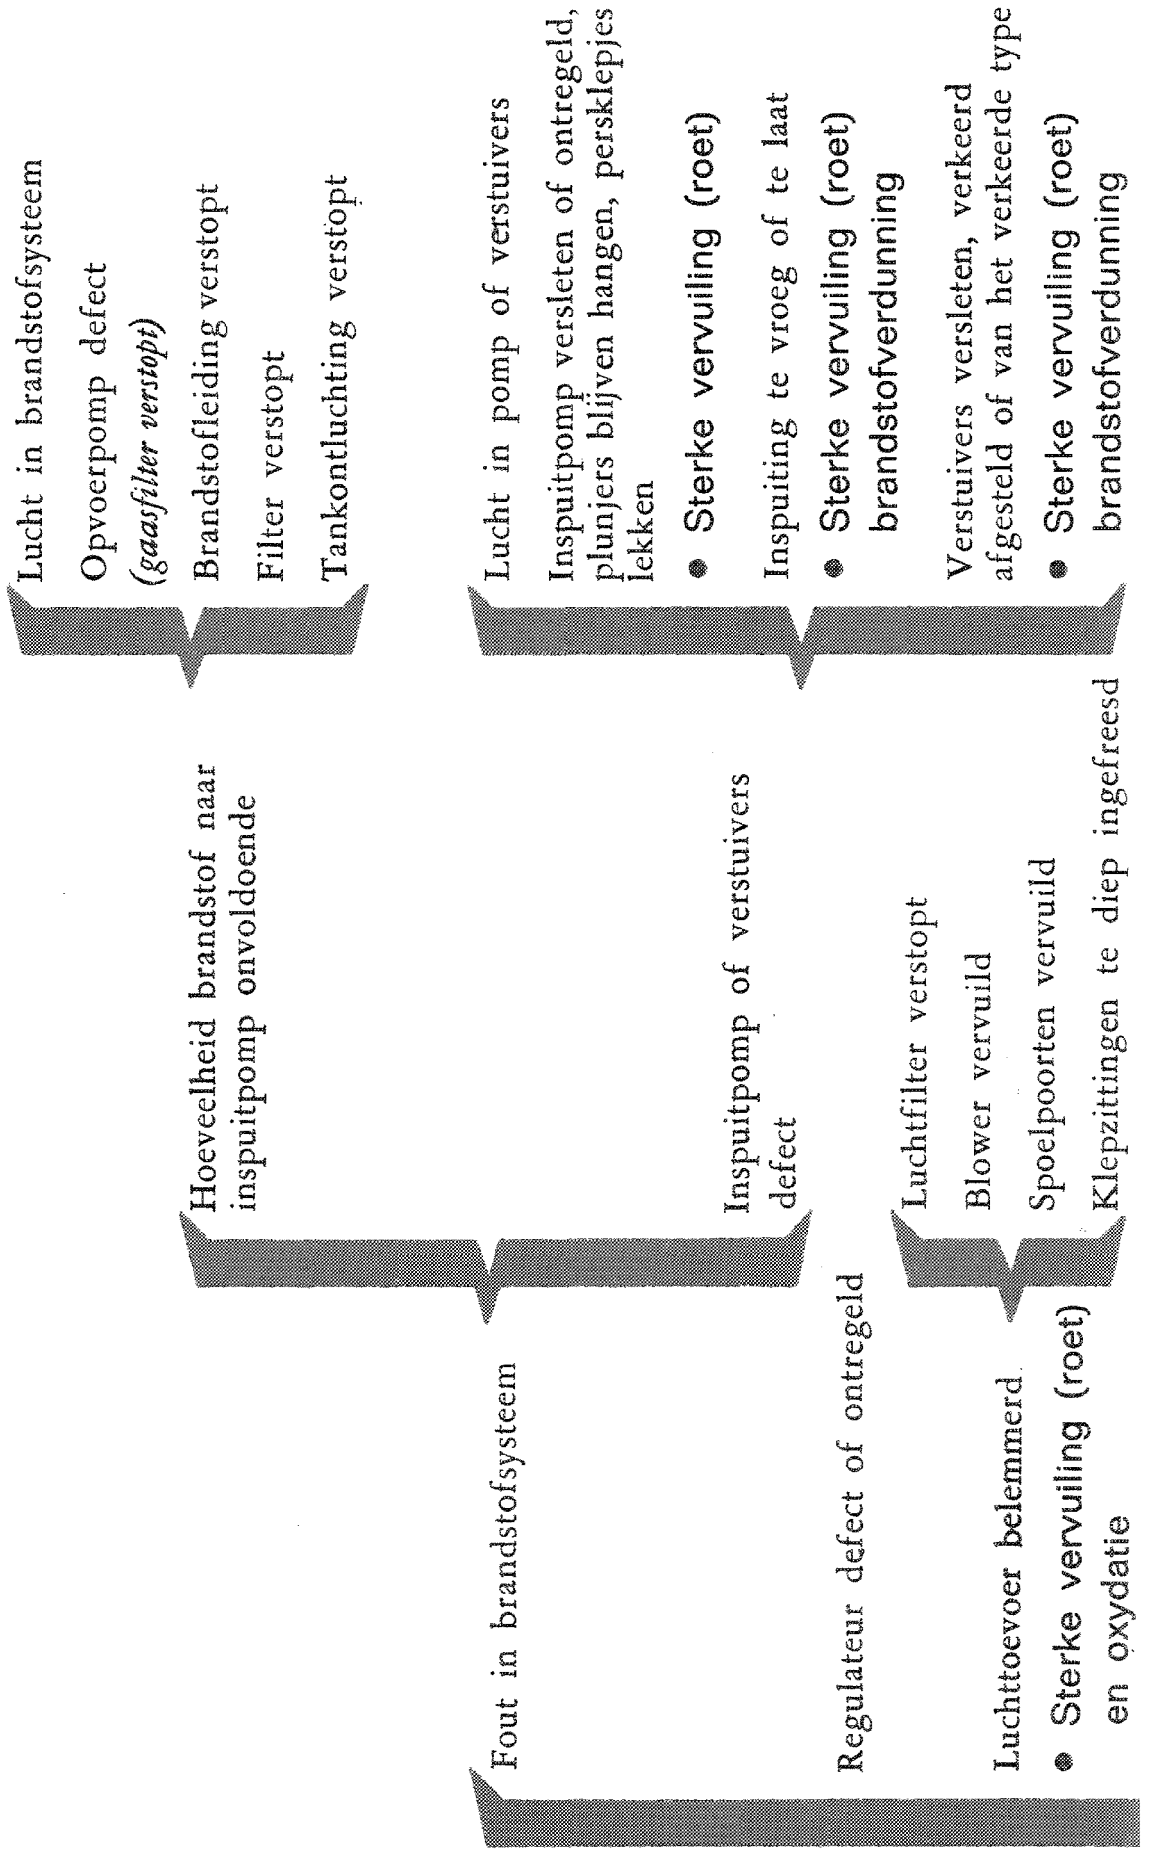 Fout in brandstofsysteem
Hoeveelheid brandstof naar
inspuitpomp onvoldoende
Lucht in brandstofsysteem
Opvoerpomp defect
(gaasfilter verstopt)
Brandstofleiding verstopt
Filter verstopt
Tankontluchting verstopt
Inspuitpomp of verstuivers
defect
Lucht in pomp of verstuivers
Inspuitpomp versleten of ontregeld,
plunjers blijven hangen, persklepjes
lekken
● Sterke vervuiling (roet)
Inspuiting te vroeg of te laat
● Sterke vervuiling (roet)
brandstofverdunning
Verstuivers versleten, verkeerd
afgesteld of van het verkeerde type
● Sterke vervuiling (roet)
brandstofverdunning
Regulateur defect of ontregeld
Luchttoevoer belemmerd
● Sterke vervuiling (roet)
en oxydatie
Luchtfilter verstopt
Blower vervuild
Spoelpoorten vervuild
Klepzittingen te diep ingefreesd